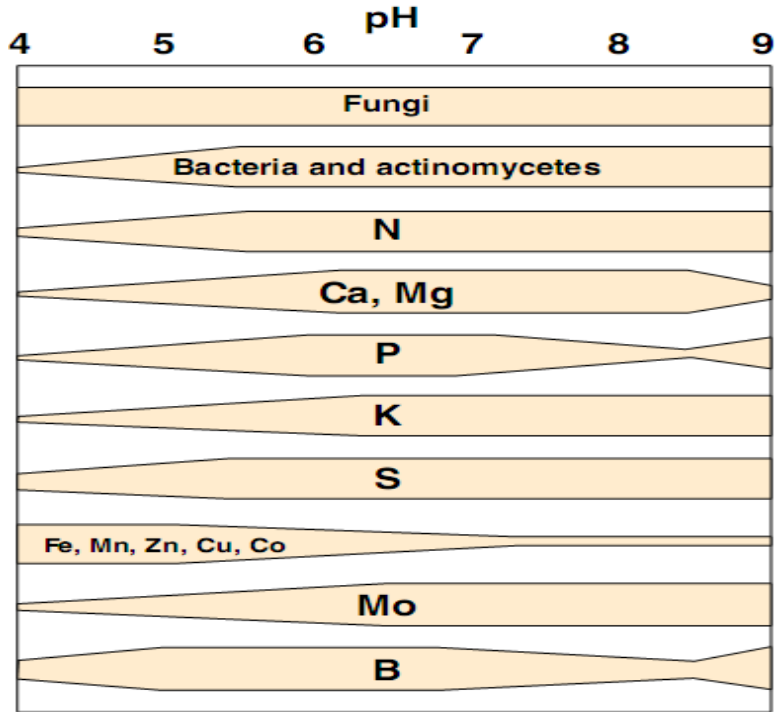 pH
4 5 6 7 8 9
Fungi
Bacteria and actinomycetes
N
Ca, Mg
P
K
S
Fe, Mn, Zn, Cu, Co
Mo
B